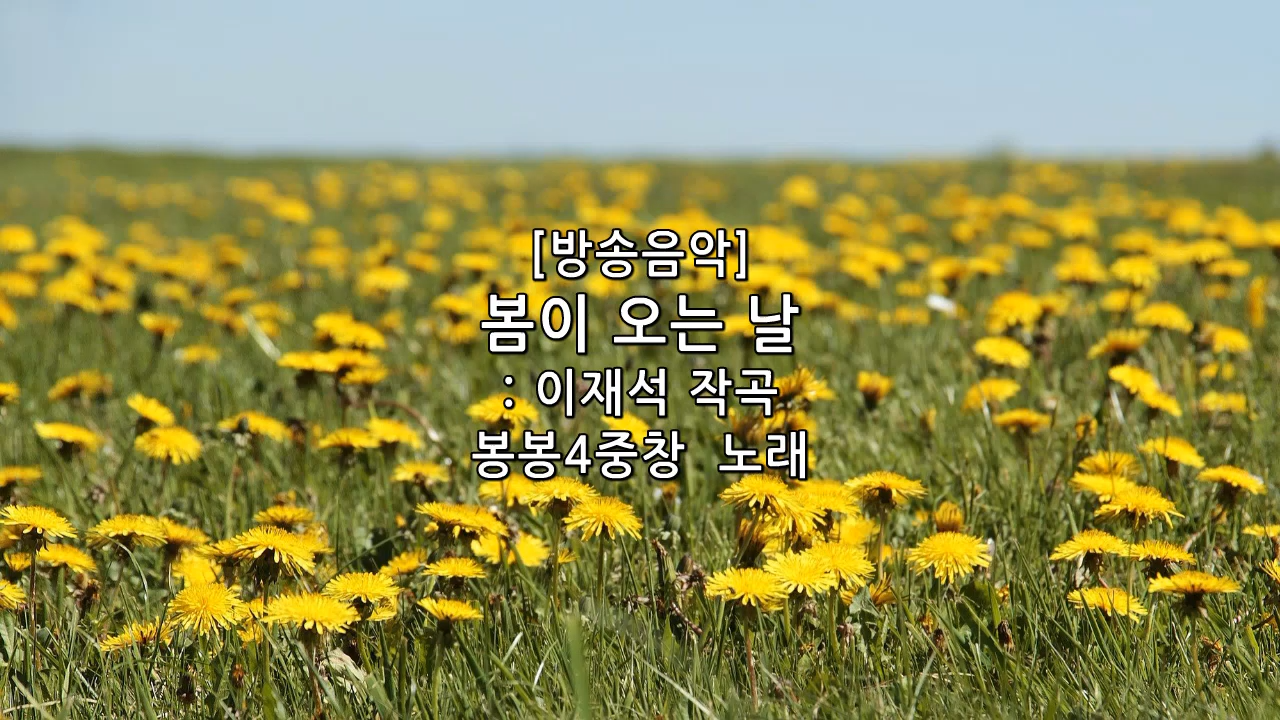 [방송음악]
봄이 오는 날
: 이재석 작곡
봉봉4중창 노래